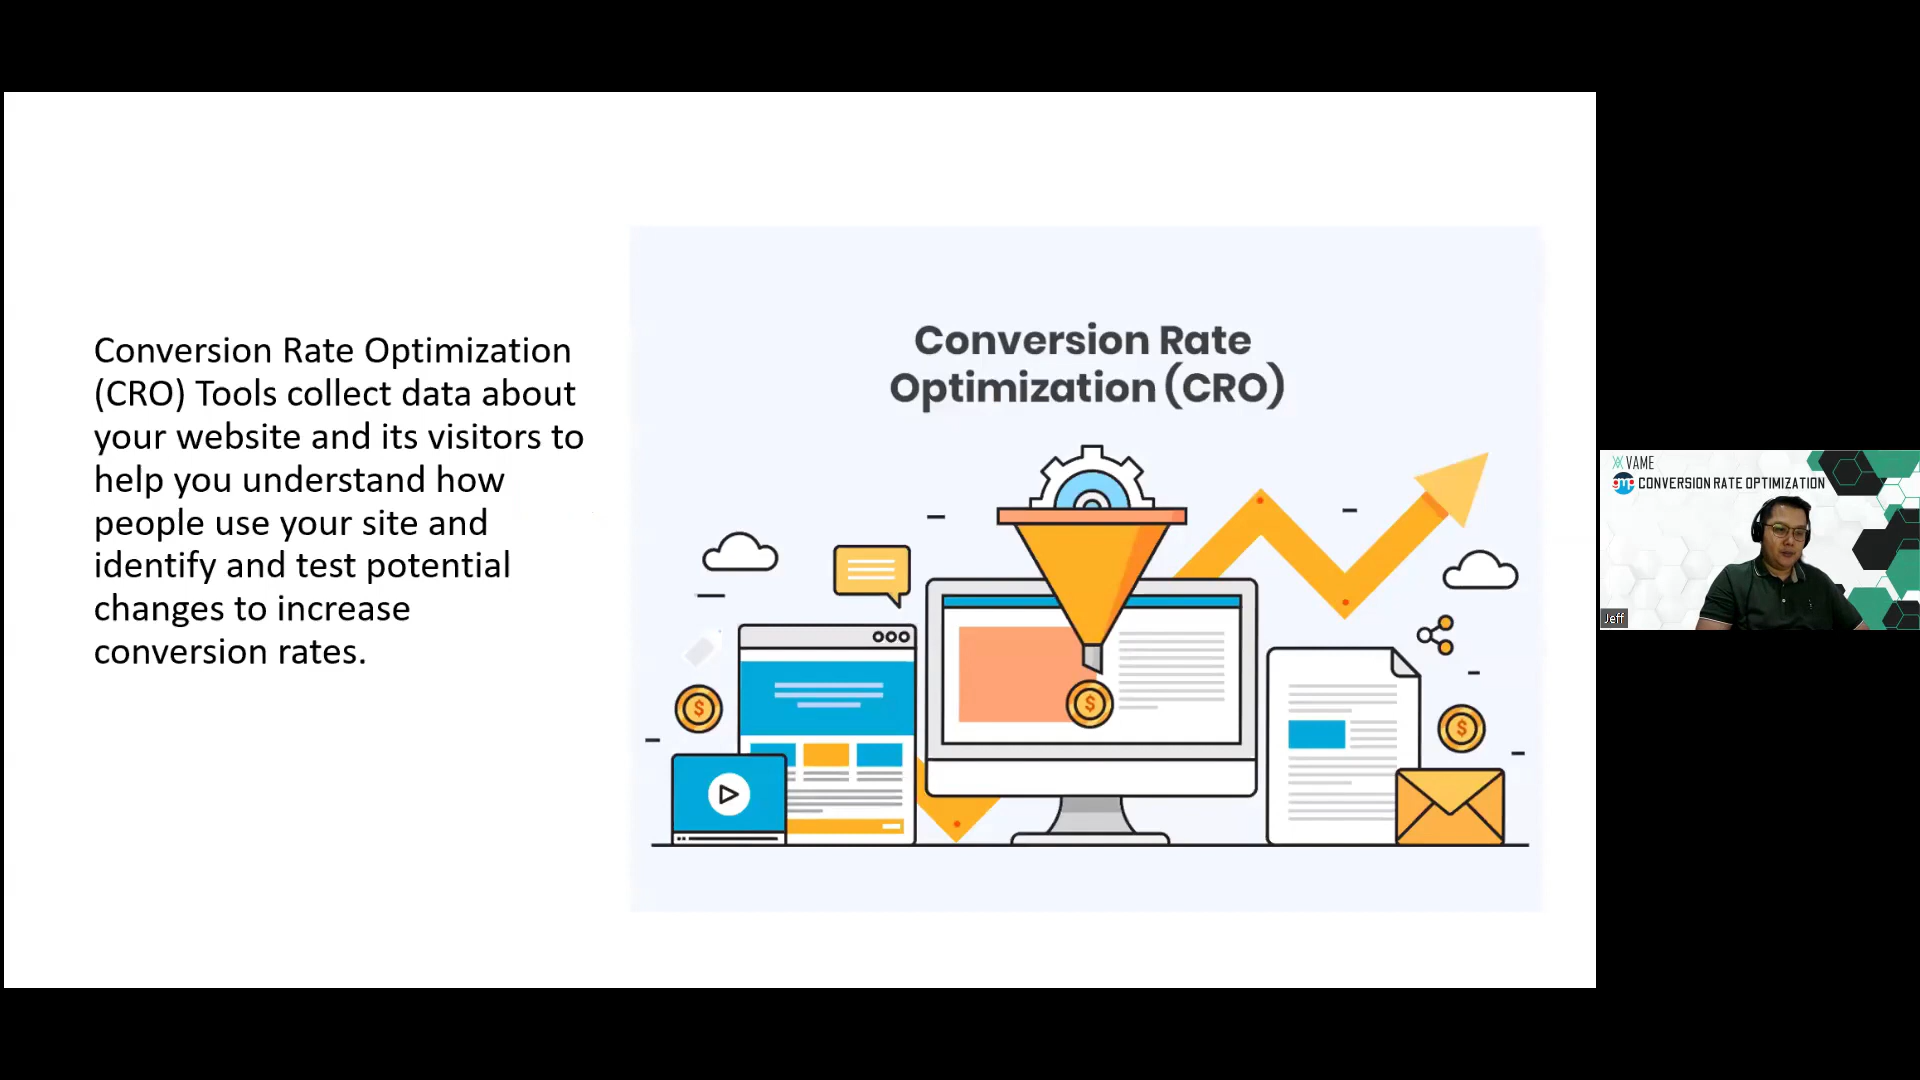 Conversion Rate Optimization
(CRO) Tools collect data about
your website and its visitors to
help you understand how
people use your site and
identify and test potential
changes to increase
conversion rates.
Conversion Rate
Optimization (CRO)
$
$
$
VAME
gmp CONVERSION RATE OPTIMIZATION
Jeff